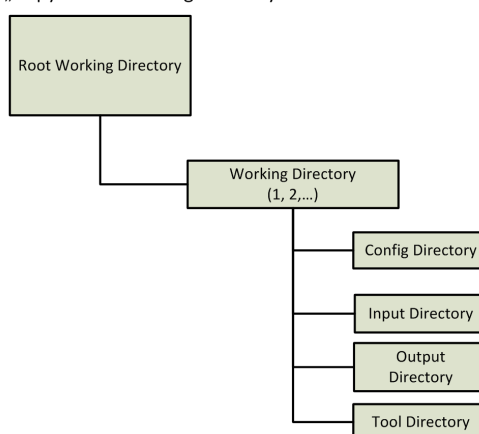 Root Working Directory
Working Directory
(1, 2,...)
Config Directory
Input Directory
Output
Directory
Tool Directory